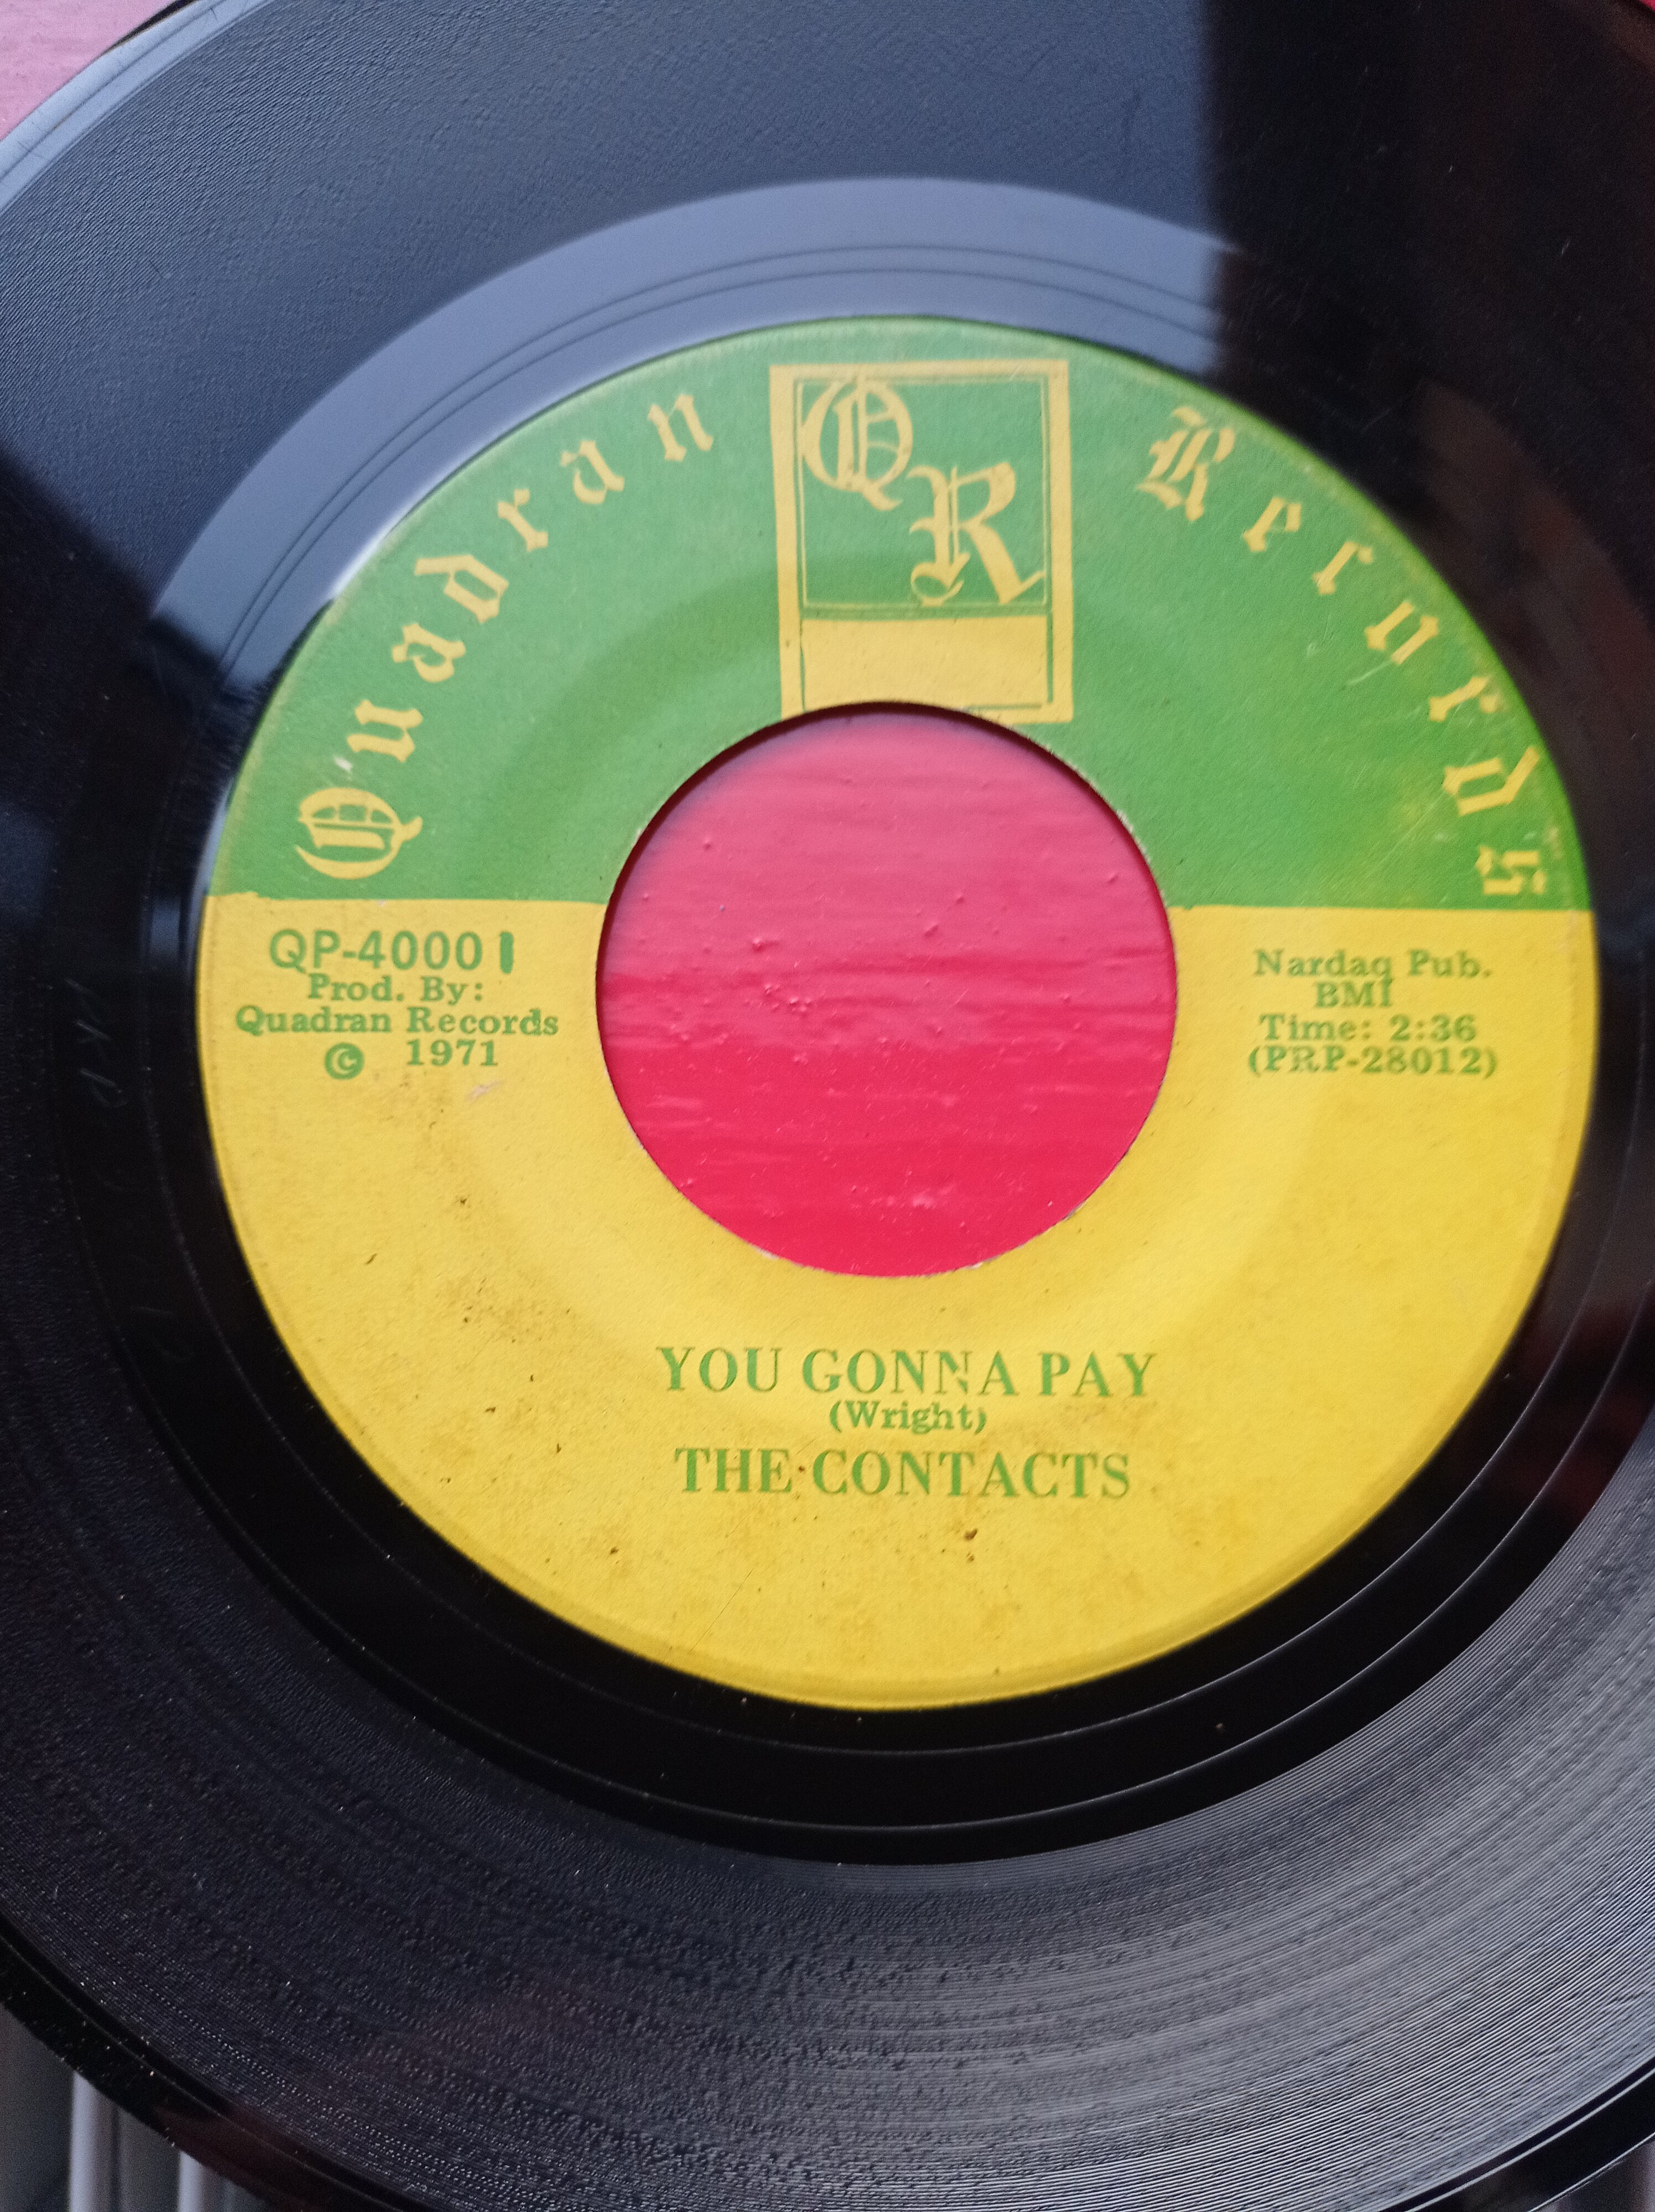 Quadran Records
QR
QP-40001
Prod. By:
Quadran Records
© 1971
Nardaq Pub.
BMI
Time: 2:36
(PRP-28012)
YOU GONNA PAY
(Wright)
THE CONTACTS